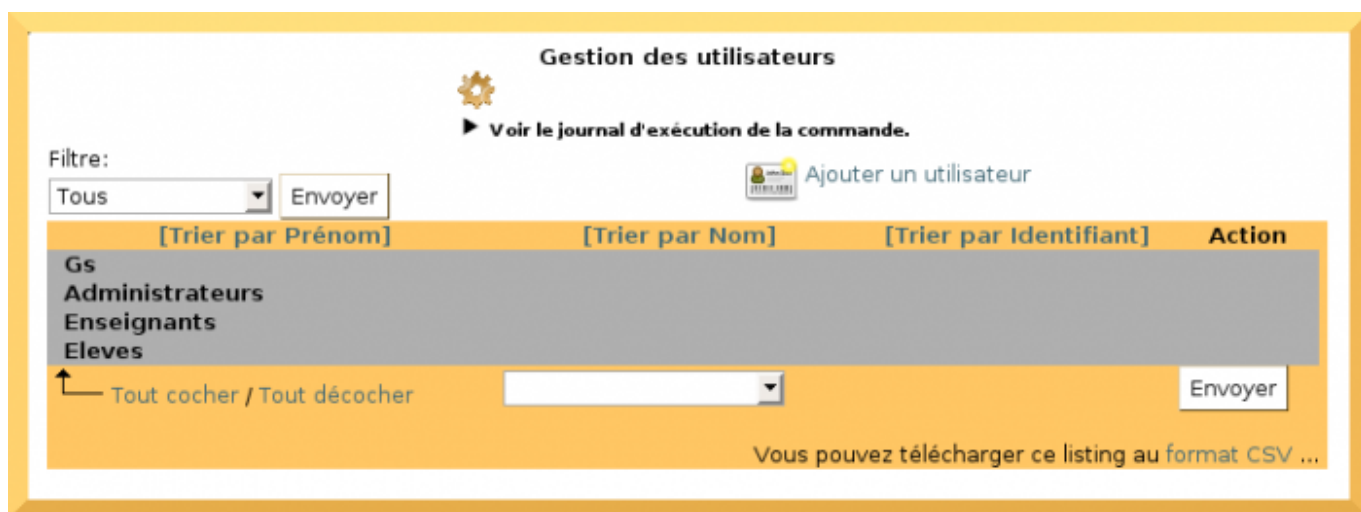 Gestion des utilisateurs
Voir le journal d'exécution de la commande.
Filtre:
Tous Envoyer
Ajouter un utilisateur
[Trier par Prénom] [Trier par Nom] [Trier par Identifiant] Action
Gs
Administrateurs
Enseignants
Eleves
Tout cocher / Tout décocher Envoyer
Vous pouvez télécharger ce listing au format CSV ...